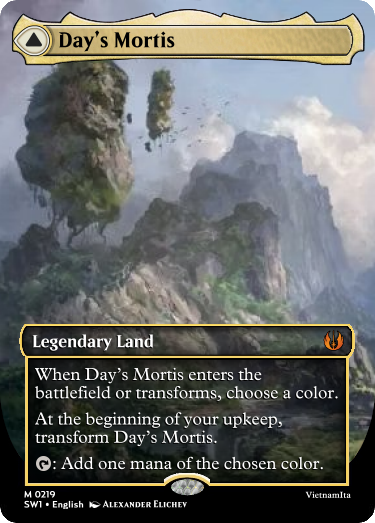 Day's Mortis
Legendary Land
When Day's Mortis enters the
battlefield or transforms, choose a color.
At the beginning of your upkeep,
transform Day's Mortis.
: Add one mana of the chosen color.
M 0219
SW1 • English Alexander Elichev
VietnamIta